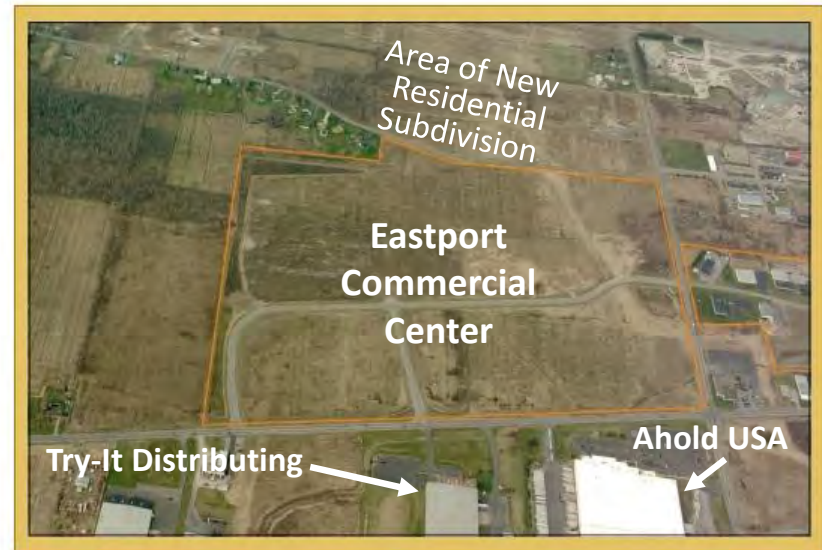 Area of New
Residential
Subdivision
Eastport
Commercial
Center
Try-It Distributing
Ahold USA